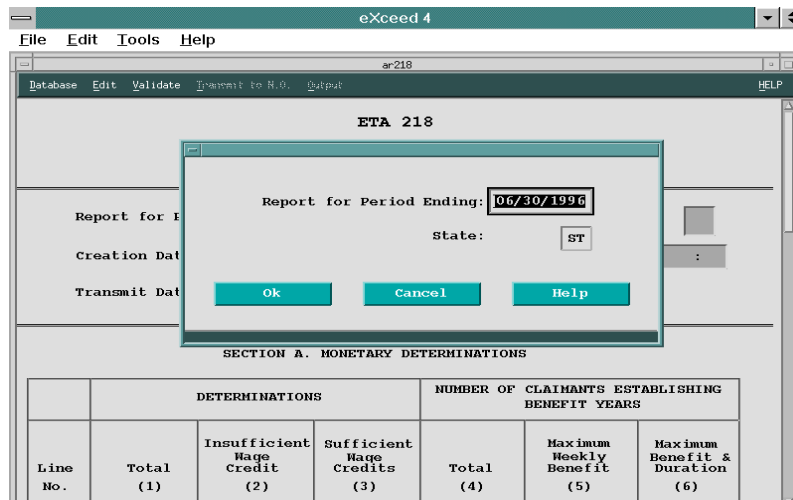 eXceed 4
File Edit Tools Help
ar218
Database Edit Validate Transmit to N.O. Output HELP
ETA 218
Report for Period Ending: 06/30/1996
State: ST
Report for P
Creation Dat :
Transmit Dat
Ok Cancel Help
SECTION A. MONETARY DETERMINATIONS
DETERMINATIONS
NUMBER OF CLAIMANTS ESTABLISHING
BENEFIT YEARS
Line
No.
Total
(1)
Insufficient
Wage
Credit
(2)
Sufficient
Wage
Credits
(3)
Total
(4)
Maximum
Weekly
Benefit
(5)
Maximum
Benefit &
Duration
(6)